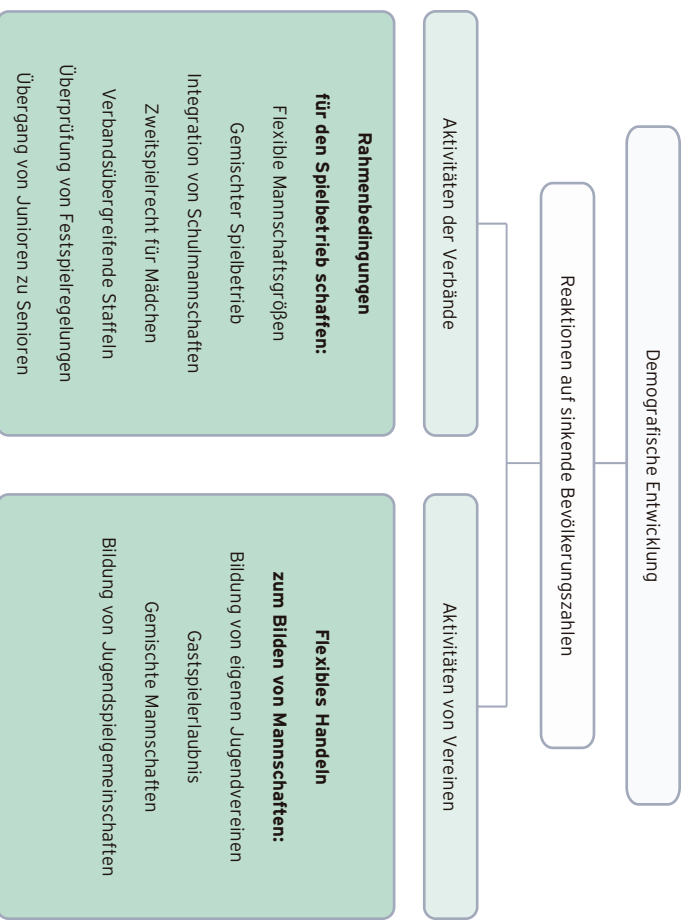 Demografische Entwicklung
Reaktionen auf sinkende Bevölkerungszahlen
Aktivitäten der Verbände
Rahmenbedingungen
für den Spielbetrieb schaffen:
Flexible Mannschaftsgrößen
Gemischter Spielbetrieb
Integration von Schulmannschaften
Zweitspielrecht für Mädchen
Verbandsübergreifende Staffeln
Überprüfung von Festspielregelungen
Übergang von Junioren zu Senioren
Aktivitäten von Vereinen
Flexibles Handeln
zum Bilden von Mannschaften:
Bildung von eigenen Jugendvereinen
Gastspielerlaubnis
Gemischte Mannschaften
Bildung von Jugendspielgemeinschaften